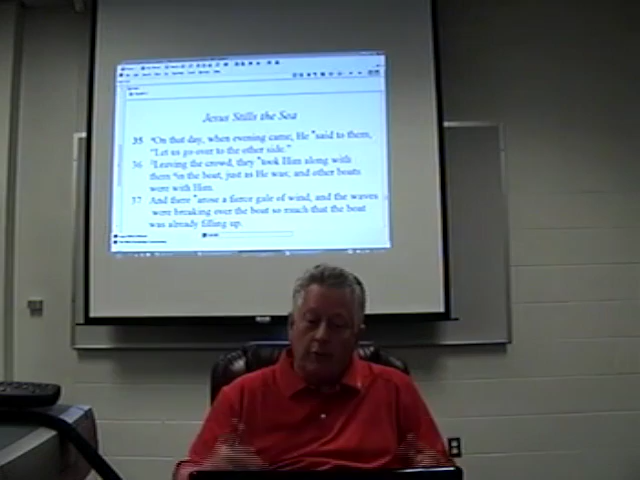 Jesus Stills the Sea
35 "On that day, when evening came, He *said to them,
"Let us go over to the other side."
36 Leaving the crowd, they *took Him along with
them in the boat, just as He was; and other boats
were with Him.
37 And there *arose a fierce gale of wind, and the waves
were breaking over the boat so much that the boat
was already filling up.